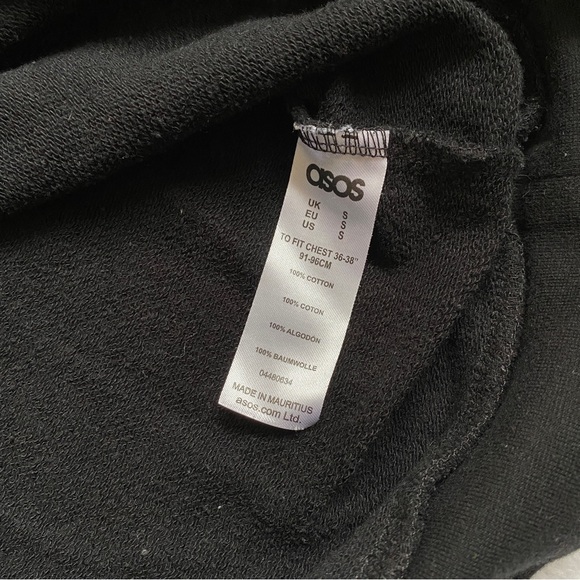 asos
UK S
EU S
US S
TO FIT CHEST 36-38"
91-96CM
100% COTTON
100% COTON
100% ALGODÓN
100% BAUMWOLLE
04480634
MADE IN MAURITIUS
asos.com Ltd.